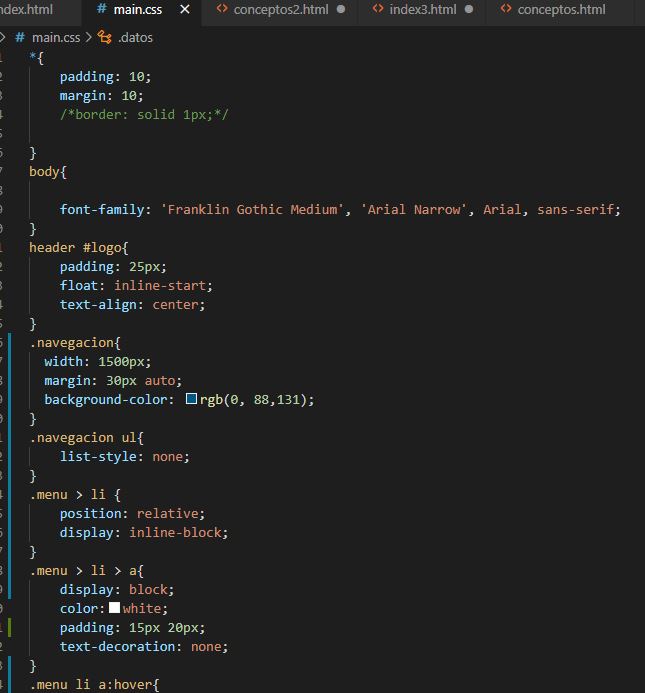 ndex.html # main.css × <> conceptos2.html ● <> index3.html ● <> conceptos.html
> # main.css > .datos
*{
    padding: 10;
    margin: 10;
    /*border: solid 1px;*/
}
body{
    font-family: 'Franklin Gothic Medium', 'Arial Narrow', Arial, sans-serif;
}
header #logo{
    padding: 25px;
    float: inline-start;
    text-align: center;
}
.navegacion{
  width: 1500px;
  margin: 30px auto;
  background-color: rgb(0, 88,131);
}
.navegacion ul{
    list-style: none;
}
.menu > li {
    position: relative;
    display: inline-block;
}
.menu > li > a{
    display: block;
    color: white;
    padding: 15px 20px;
    text-decoration: none;
}
.menu li a:hover{